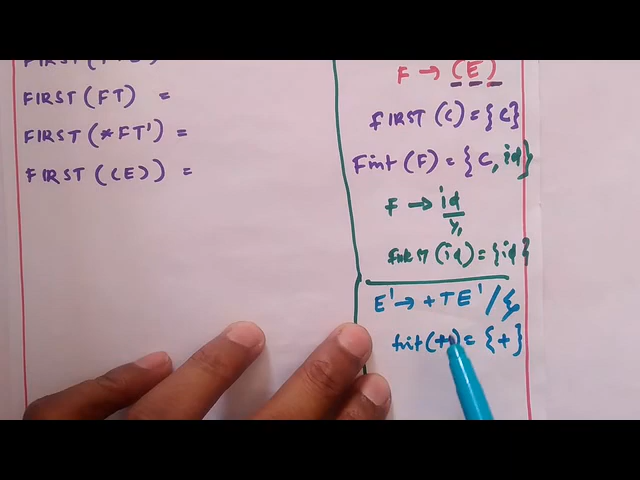 FIRST(FT) =
FIRST(*FT') =
FIRST((E)) =
F → (E)
FIRST(() = {(}
First(F) = {(, id}
F → id
FIRST(id) = {id}
E' → +TE' / ε
First(+) = {+}